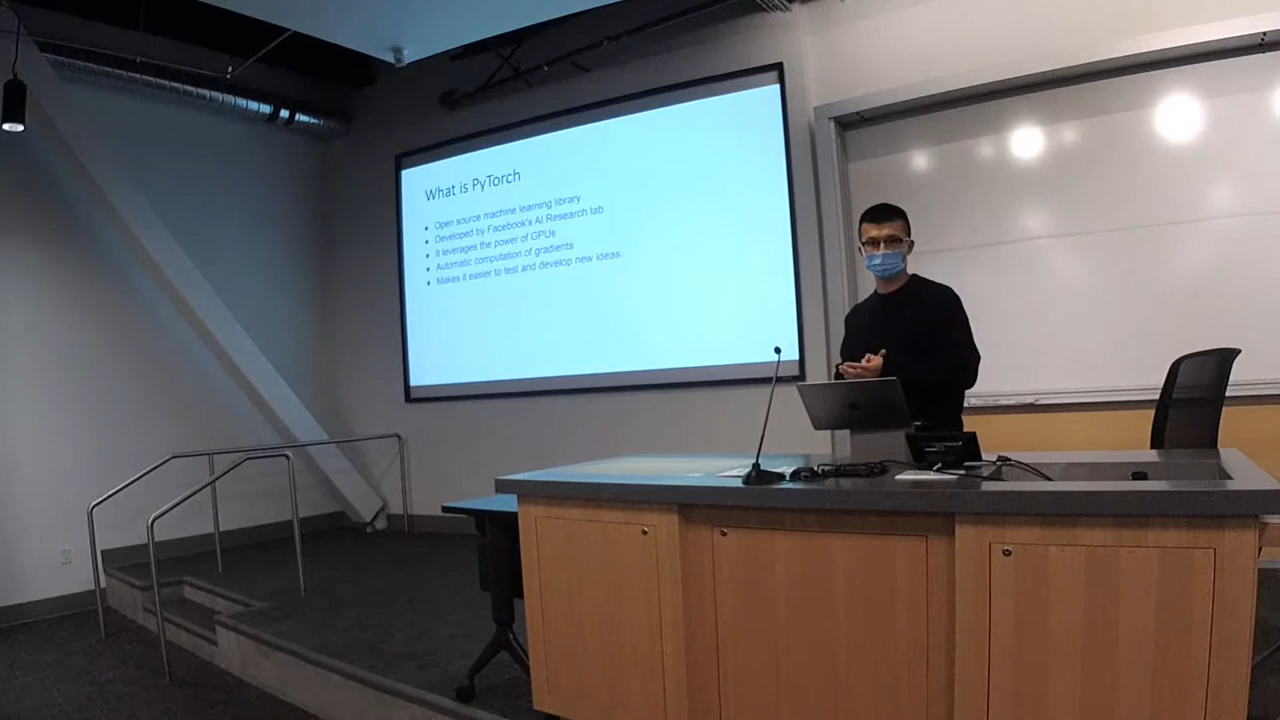 What is PyTorch
Open source machine learning library
Developed by Facebook's AI Research lab
It leverages the power of GPUs
Automatic computation of gradients
Makes it easier to test and develop new ideas.